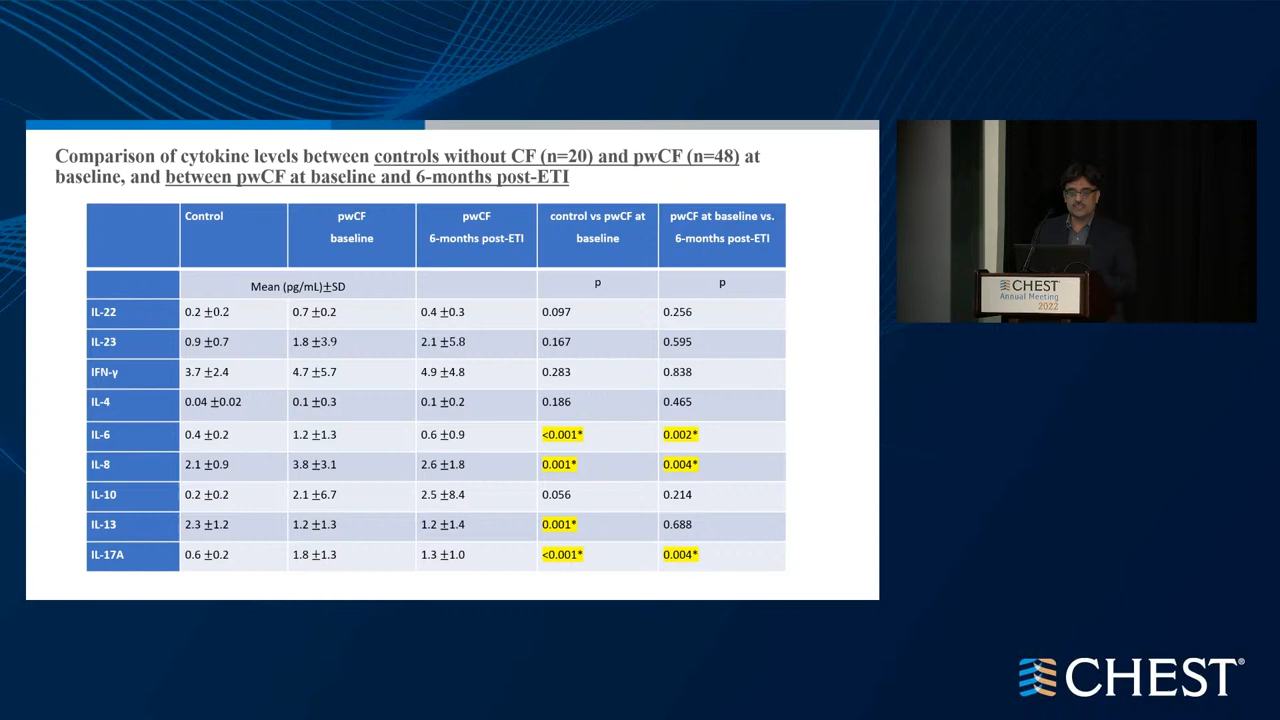 Comparison of cytokine levels between controls without CF (n=20) and pwCF (n=48) at
baseline, and between pwCF at baseline and 6-months post-ETI
Control pwCF baseline pwCF 6-months post-ETI control vs pwCF at baseline pwCF at baseline vs. 6-months post-ETI
Mean (pg/mL)±SD p p
IL-22 0.2 ±0.2 0.7 ±0.2 0.4 ±0.3 0.097 0.256
IL-23 0.9 ±0.7 1.8 ±3.9 2.1 ±5.8 0.167 0.595
IFN-γ 3.7 ±2.4 4.7 ±5.7 4.9 ±4.8 0.283 0.838
IL-4 0.04 ±0.02 0.1 ±0.3 0.1 ±0.2 0.186 0.465
IL-6 0.4 ±0.2 1.2 ±1.3 0.6 ±0.9 <0.001* 0.002*
IL-8 2.1 ±0.9 3.8 ±3.1 2.6 ±1.8 0.001* 0.004*
IL-10 0.2 ±0.2 2.1 ±6.7 2.5 ±8.4 0.056 0.214
IL-13 2.3 ±1.2 1.2 ±1.3 1.2 ±1.4 0.001* 0.688
IL-17A 0.6 ±0.2 1.8 ±1.3 1.3 ±1.0 <0.001* 0.004*
CHEST
Annual Meeting
2022
CHEST®